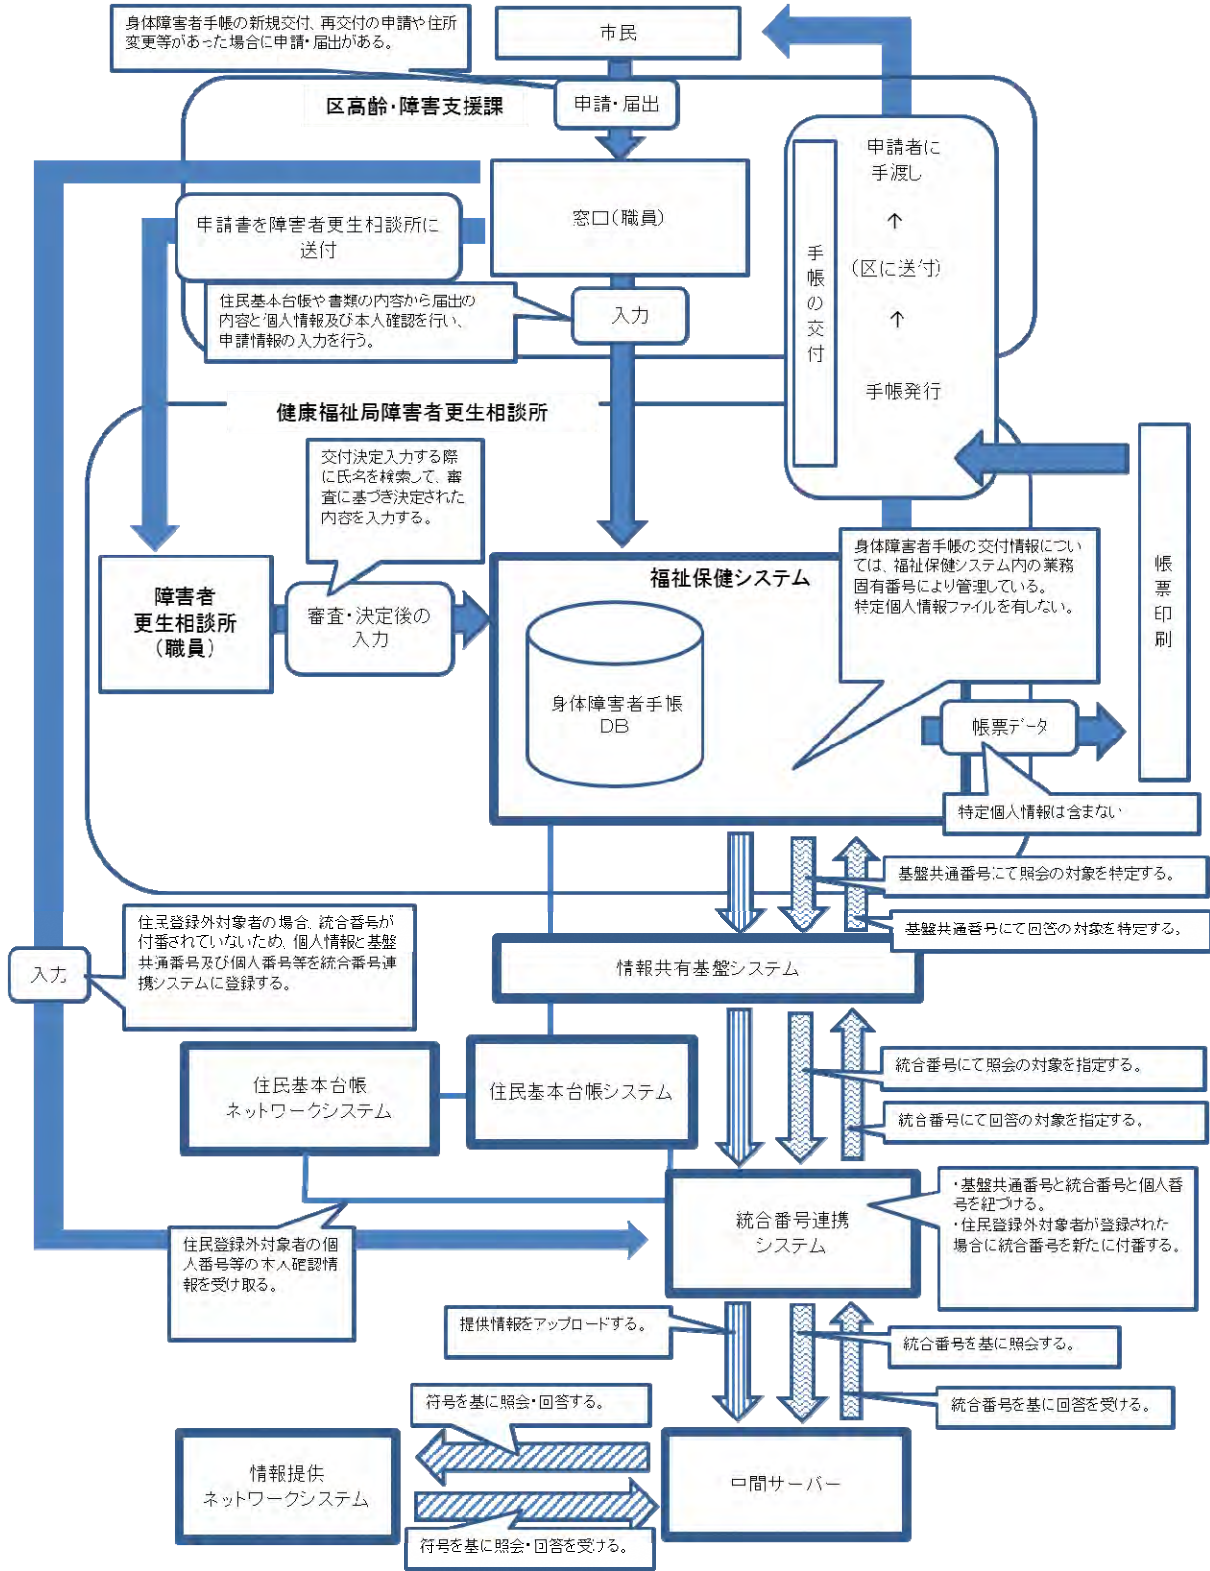 身体障害者手帳の新規交付、再交付の申請や住所
変更等があった場合に申請・届出がある。
市民
区高齢・障害支援課
申請・届出
窓口(職員)
申請書を障害者更生相談所に
送付
住民基本台帳や書類の内容から届出の
内容と個人情報及び本人確認を行い、
申請情報の入力を行う。
入力
手帳の交付
申請者に
手渡し
↑
(区に送付)
↑
手帳発行
健康福祉局障害者更生相談所
交付決定入力する際
に氏名を検索して、審
査に基づき決定された
内容を入力する。
障害者
更生相談所
(職員)
審査・決定後の
入力
福祉保健システム
身体障害者手帳
DB
身体障害者手帳の交付情報につい
ては、福祉保健システム内の業務
固有番号により管理している。
特定個人情報ファイルを有しない。
帳票印刷
帳票データ
特定個人情報は含まない
基盤共通番号にて照会の対象を特定する。
基盤共通番号にて回答の対象を特定する。
住民登録外対象者の場合、統合番号が
付番されていないため、個人情報と基盤
共通番号及び個人番号等を統合番号連
携システムに登録する。
入力
情報共有基盤システム
住民基本台帳
ネットワークシステム
住民基本台帳システム
統合番号にて照会の対象を指定する。
統合番号にて回答の対象を指定する。
・基盤共通番号と統合番号と個人番
号を紐づける。
・住民登録外対象者が登録された
場合に統合番号を新たに付番する。
統合番号連携
システム
住民登録外対象者の個
人番号等の本人確認情
報を受け取る。
提供情報をアップロードする。
統合番号を基に照会する。
統合番号を基に回答を受ける。
符号を基に照会・回答する。
情報提供
ネットワークシステム
中間サーバー
符号を基に照会・回答を受ける。